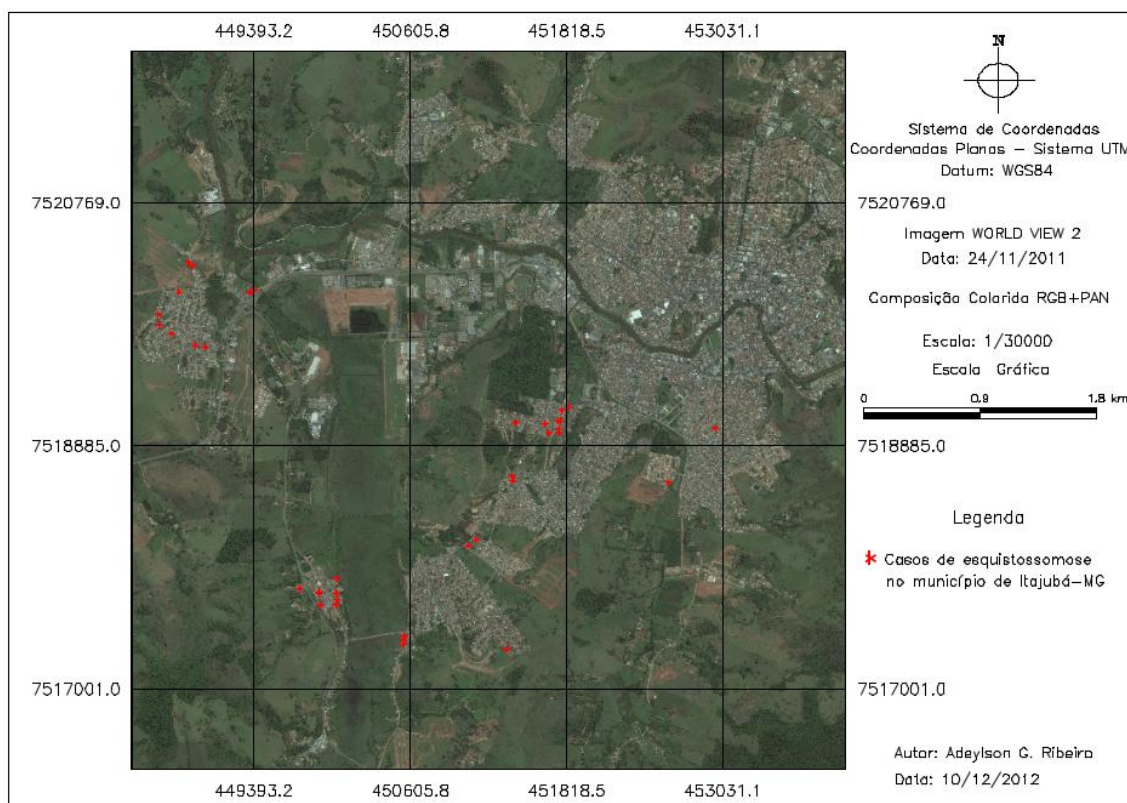 449393.2 450605.8 451818.5 453031.1
N
Sistema de Coordenadas
Coordenadas Planas – Sistema UTM
Datum: WGS84
7520769.0 7520769.0
Imagem WORLD VIEW 2
Data: 24/11/2011
Composição Colarida RGB+PAN
Escala: 1/30000
Escala Gráfica
0 0.9 1.8 km
7518885.0 7518885.0
Legenda
Casos de esquistossomose
no município de Itajubá–MG
7517001.0 7517001.0
Autor: Adeylson G. Ribeiro
Data: 10/12/2012
449393.2 450605.8 451818.5 453031.1